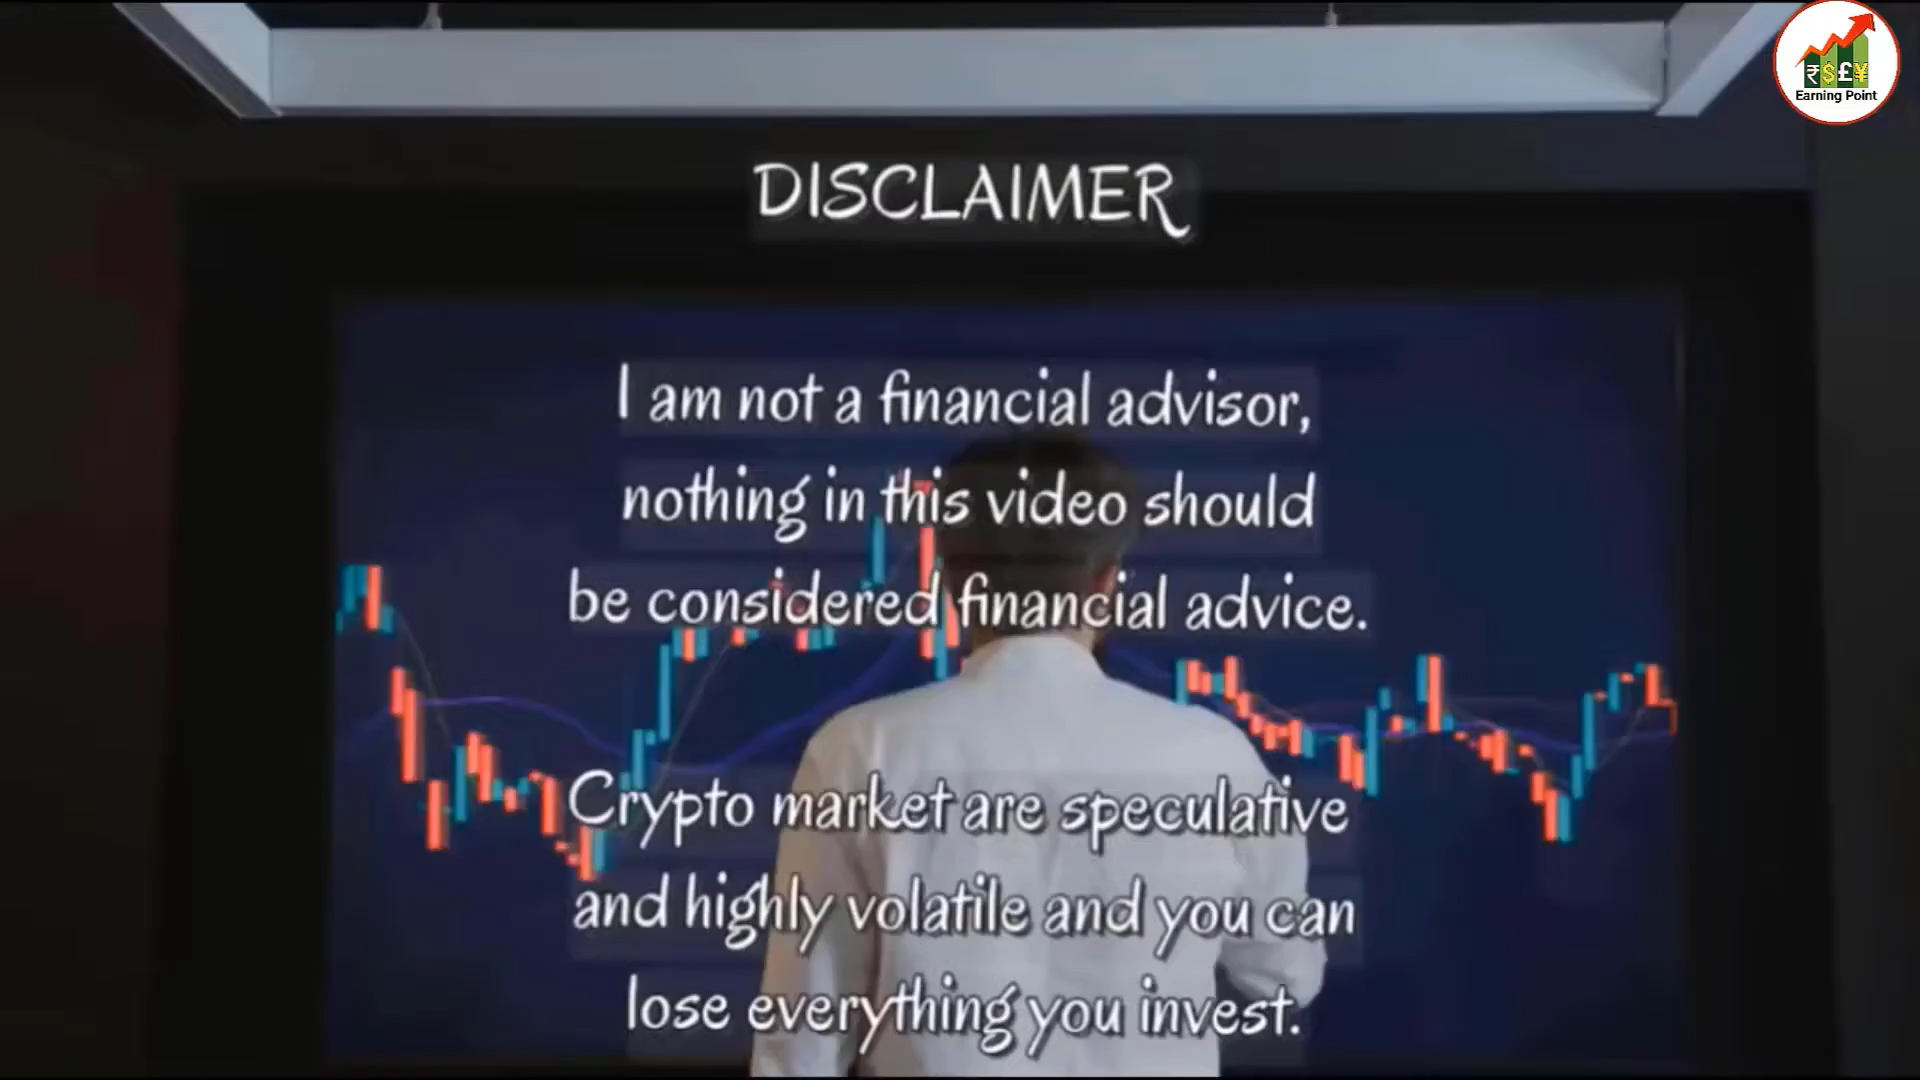 ₹$£¥
Earning Point
DISCLAIMER
I am not a financial advisor,
nothing in this video should
be considered financial advice.
Crypto market are speculative
and highly volatile and you can
lose everything you invest.